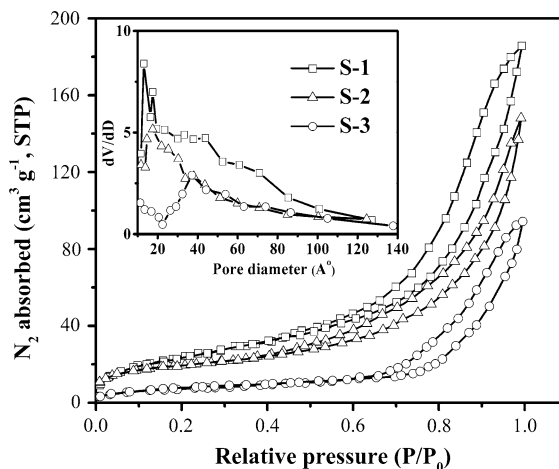 10
5
0
dV/dD
20 40 60 80 100 120 140
Pore diameter (A°)
S-1
S-2
S-3
200
160
120
80
40
0
N₂ absorbed (cm³ g⁻¹, STP)
0.0 0.2 0.4 0.6 0.8 1.0
Relative pressure (P/P₀)